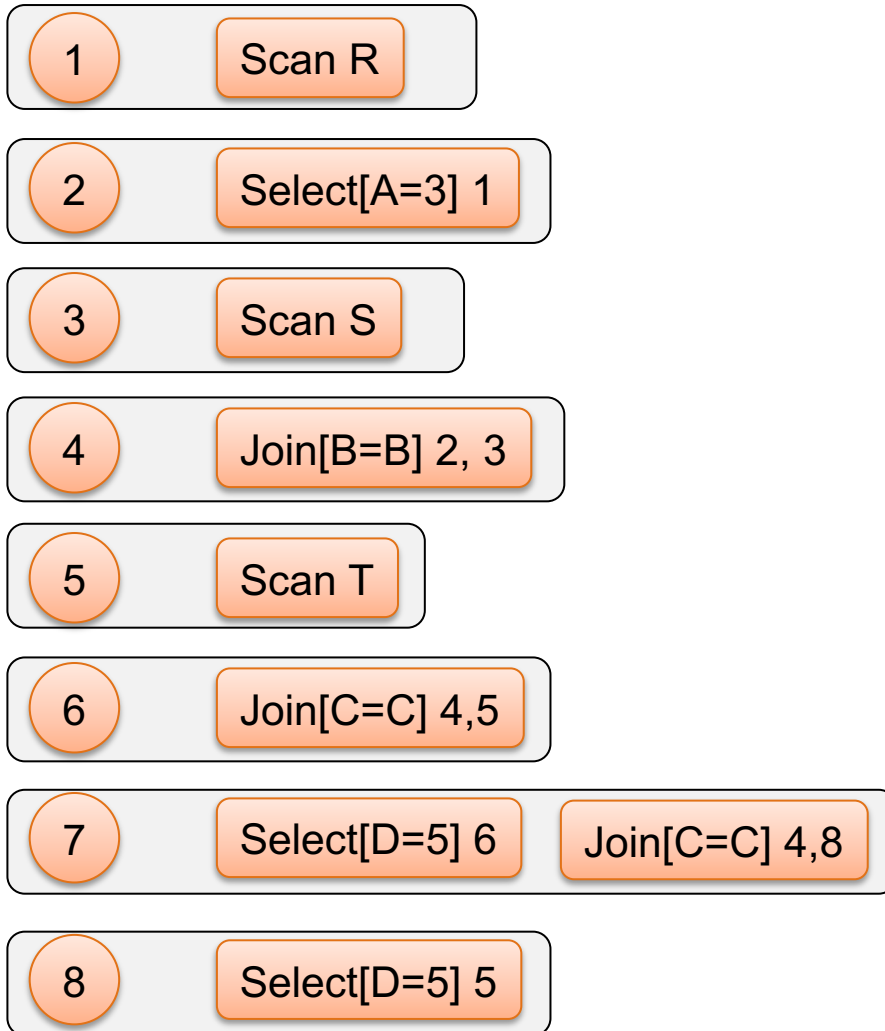 1 Scan R
2 Select[A=3] 1
3 Scan S
4 Join[B=B] 2, 3
5 Scan T
6 Join[C=C] 4,5
7 Select[D=5] 6 Join[C=C] 4,8
8 Select[D=5] 5